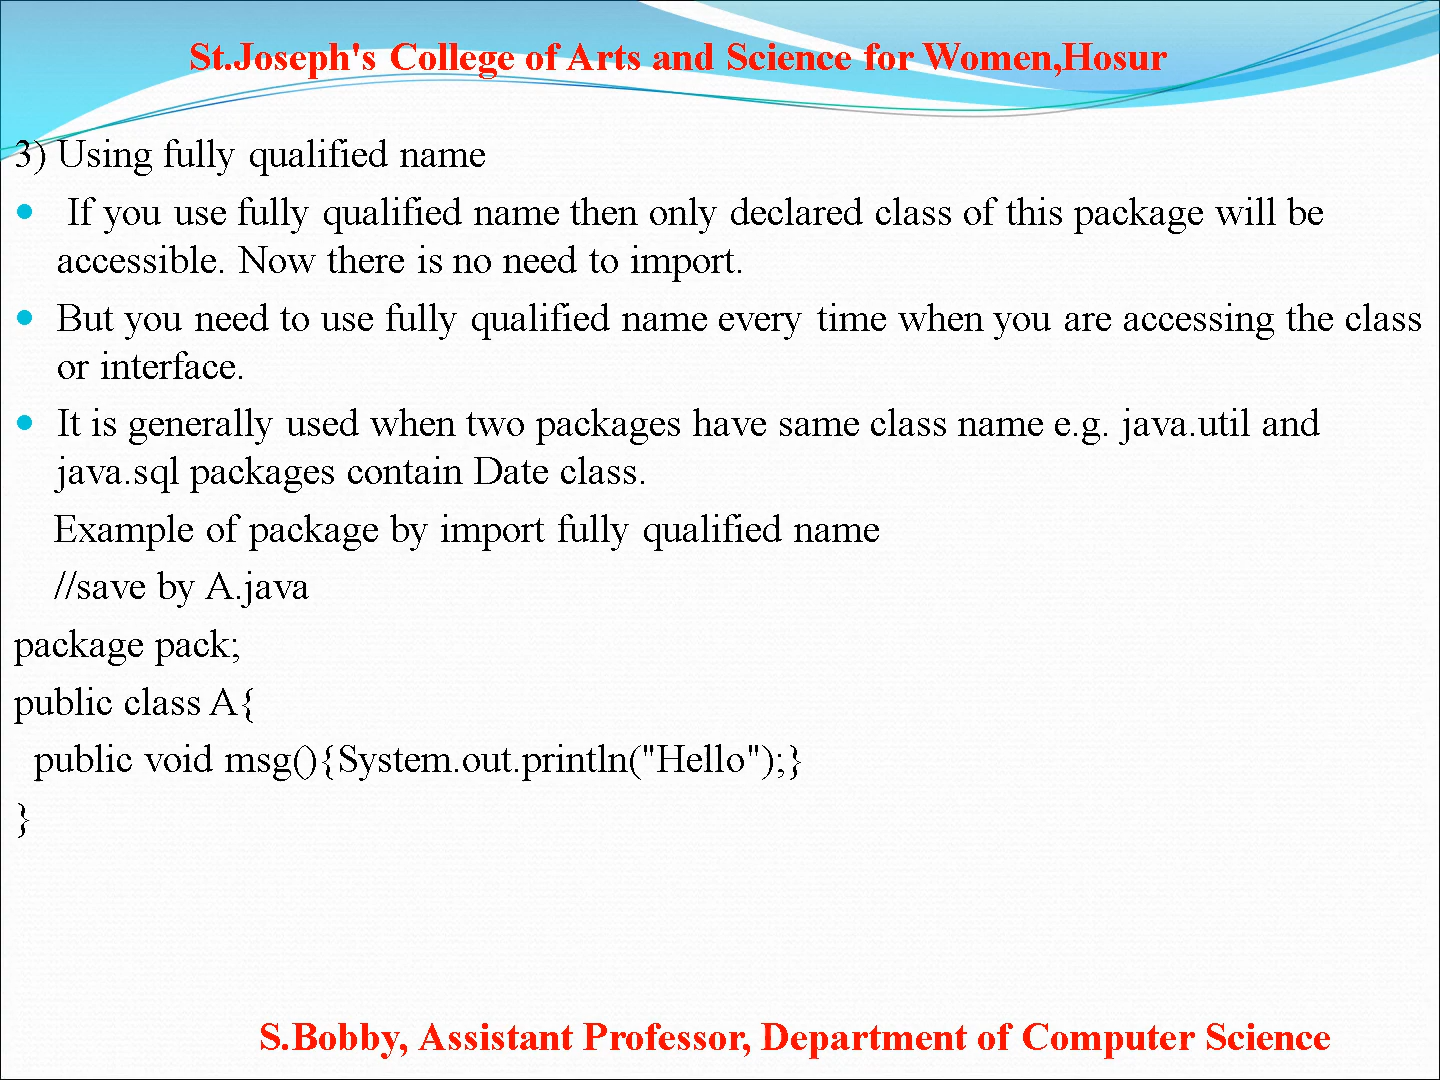 St.Joseph's College of Arts and Science for Women,Hosur
3) Using fully qualified name
• If you use fully qualified name then only declared class of this package will be
accessible. Now there is no need to import.
• But you need to use fully qualified name every time when you are accessing the class
or interface.
• It is generally used when two packages have same class name e.g. java.util and
java.sql packages contain Date class.
Example of package by import fully qualified name
//save by A.java
package pack;
public class A{
public void msg(){System.out.println("Hello");}
}
S.Bobby, Assistant Professor, Department of Computer Science